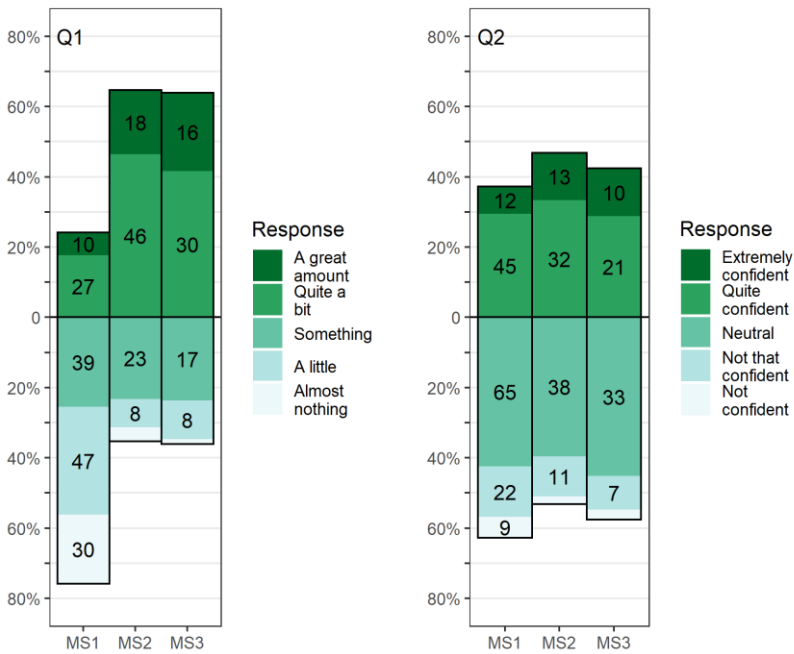 Q1
80%
60%
40%
20%
0
20%
40%
60%
80%
10
27
39
47
30
18
46
23
8
16
30
17
8
MS1 MS2 MS3
Response
A great
amount
Quite a
bit
Something
A little
Almost
nothing
Q2
80%
60%
40%
20%
0
20%
40%
60%
80%
12
45
65
22
9
13
32
38
11
10
21
33
7
MS1 MS2 MS3
Response
Extremely
confident
Quite
confident
Neutral
Not that
confident
Not
confident